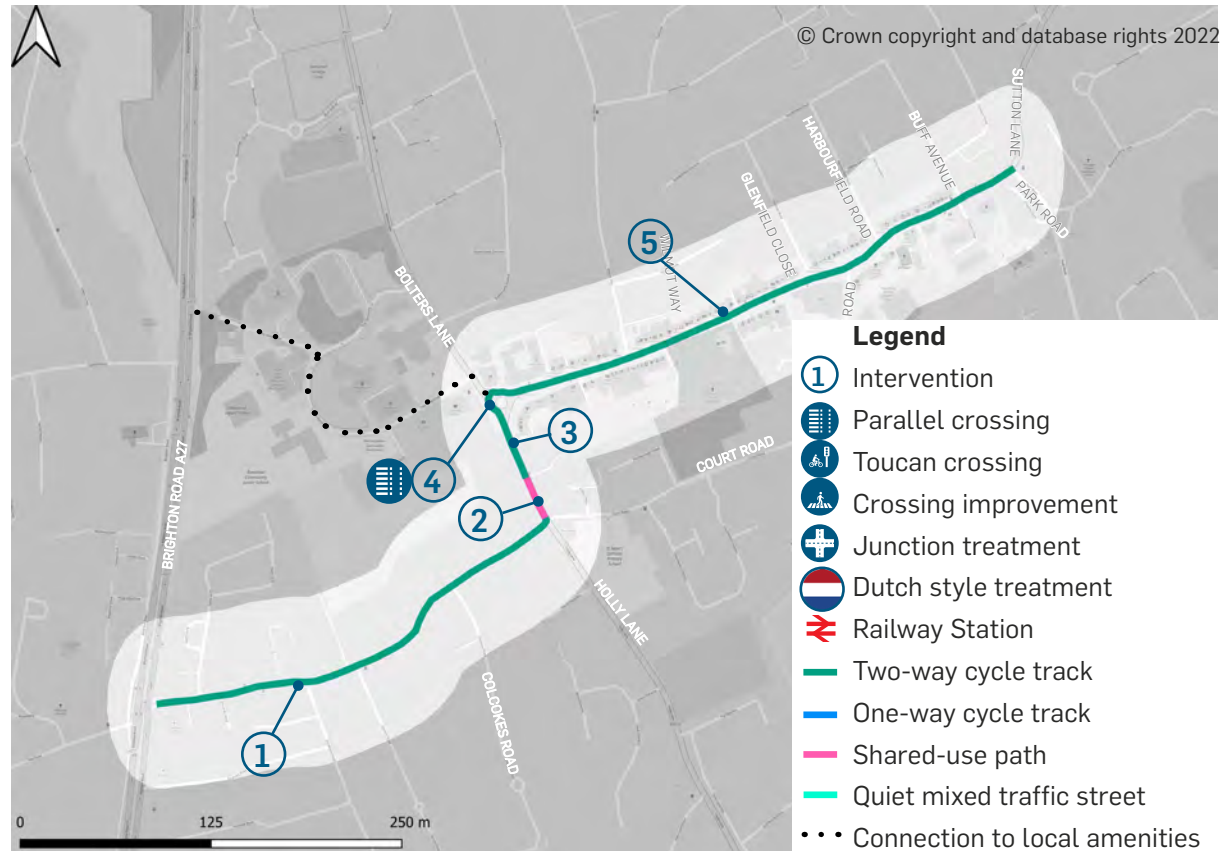 © Crown copyright and database rights 2022
SUTTON LANE
BUFF AVENUE
HARBOURFIELD ROAD
PARK ROAD
GLENFIELD CLOSE
5
BOLTERS LANE
ROAD
3
COURT ROAD
4
2
BRIGHTON ROAD A27
HOLLY LANE
COLCOKES ROAD
1
0 125 250 m
Legend
1 Intervention
Parallel crossing
Toucan crossing
Crossing improvement
Junction treatment
Dutch style treatment
Railway Station
Two-way cycle track
One-way cycle track
Shared-use path
Quiet mixed traffic street
Connection to local amenities